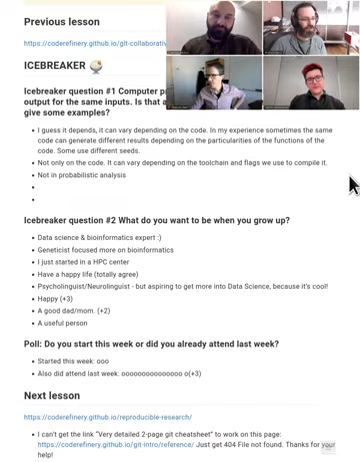 Previous lesson
https://coderefinery.github.io/git-collaborativ
ICEBREAKER
Icebreaker question #1 Computer pr
output for the same inputs. Is that a
give some examples?
I guess it depends, it can vary depending on the code. In my experience sometimes the same
code can generate different results depending on the particularities of the functions of the
code. Some use different seeds.
Not only on the code. It can vary depending on the toolchain and flags we use to compile it.
Not in probabilistic analysis
Icebreaker question #2 What do you want to be when you grow up?
Data science & bioinformatics expert :)
Geneticist focused more on bioinformatics
I just started in a HPC center
Have a happy life (totally agree)
Psycholinguist/Neurolinguist - but aspiring to get more into Data Science, because it's cool!
Happy (+3)
A good dad/mom. (+2)
A useful person
Poll: Do you start this week or did you already attend last week?
Started this week: ooo
Also did attend last week: ooooooooooooooo o(+3)
Next lesson
https://coderefinery.github.io/reproducible-research/
I can't get the link "Very detailed 2-page git cheatsheet" to work on this page:
https://coderefinery.github.io/git-intro/reference/ Just get 404 File not found. Thanks for your
help!